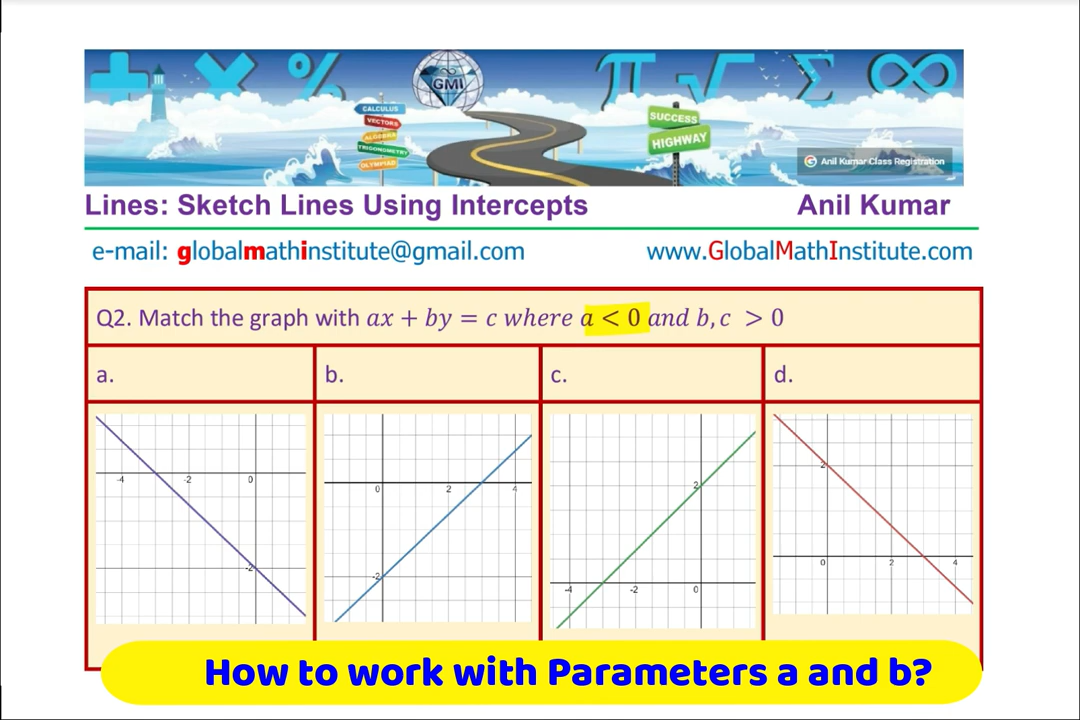 GMI
CALCULUS
VECTORS
ALGEBRA
TRIGONOMETRY
OLYMPIAD
SUCCESS
HIGHWAY
Anil Kumar Class Registration
+ × % π √ Σ ∞
Lines: Sketch Lines Using Intercepts
Anil Kumar
e-mail: globalmathinstitute@gmail.com
www.GlobalMathInstitute.com
Q2. Match the graph with ax + by = c where a < 0 and b, c > 0
a.
b.
c.
d.
-4 -2 0
-2
0 2 4
-2
2
-4 -2 0
2
0 2 4
How to work with Parameters a and b?